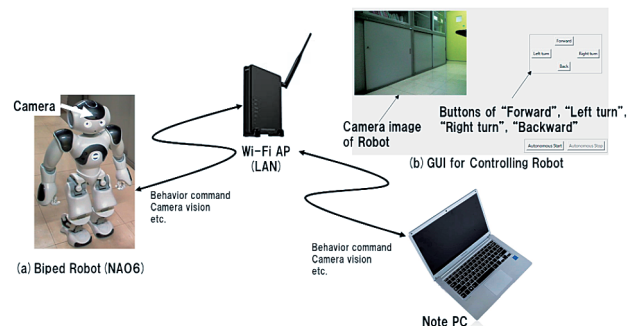 Camera
(a) Biped Robot (NAO6)
Wi-Fi AP
(LAN)
Behavior command
Camera vision
etc.
Forward
Left turn
Right turn
Back
Camera image
of Robot
Buttons of “Forward”, “Left turn”,
“Right turn”, “Backward”
Autonomous Start
Autonomous Stop
(b) GUI for Controlling Robot
Behavior command
Camera vision
etc.
Note PC